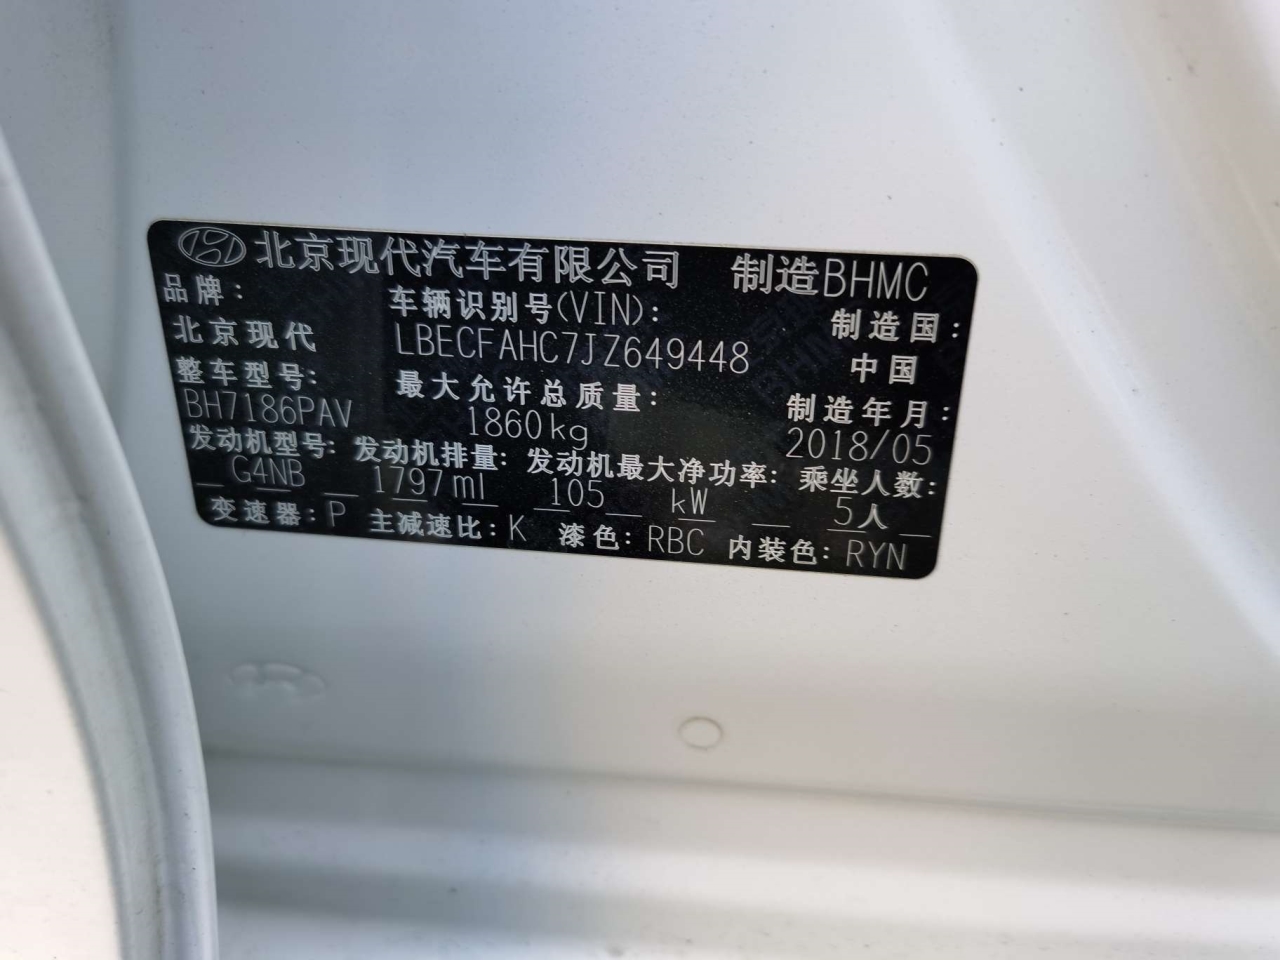 北京现代汽车有限公司 制造BHMC
品牌: 车辆识别号(VIN): 制造国:
北京现代 LBECFAHC7JZ649448 中国
整车型号: 最大允许总质量: 制造年月:
BH7186PAV 1860kg 2018/05
发动机型号: 发动机排量: 发动机最大净功率: 乘坐人数:
G4NB 1797ml 105 kW 5人
变速器: P 主减速比: K 漆色: RBC 内装色: RYN